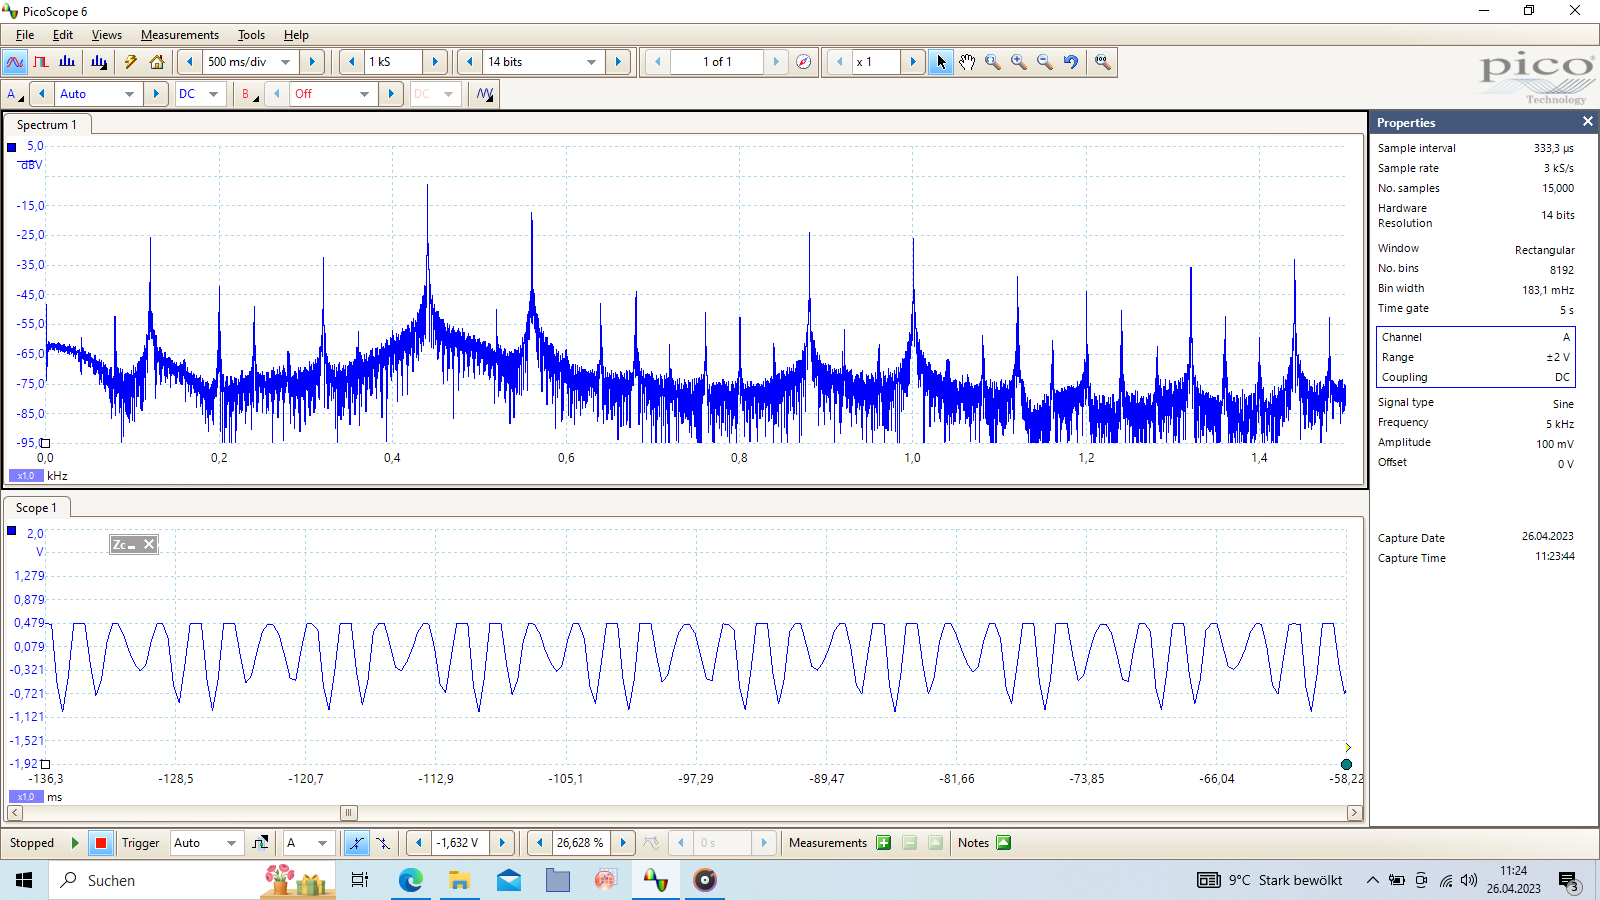 PicoScope 6
File Edit Views Measurements Tools Help
500 ms/div 1 kS 14 bits 1 of 1 x 1
pico
Technology
A Auto DC B Off DC
Spectrum 1
Properties
5,0
dBV
-15,0
-25,0
-35,0
-45,0
-55,0
-65,0
-75,0
-85,0
-95,0
0,0 0,2 0,4 0,6 0,8 1,0 1,2 1,4
x1,0 kHz
Sample interval 333,3 µs
Sample rate 3 kS/s
No. samples 15,000
Hardware
Resolution 14 bits
Window Rectangular
No. bins 8192
Bin width 183,1 mHz
Time gate 5 s
Channel A
Range ±2 V
Coupling DC
Signal type Sine
Frequency 5 kHz
Amplitude 100 mV
Offset 0 V
Capture Date 26.04.2023
Capture Time 11:23:44
Scope 1
2,0
V
Zo
1,279
0,879
0,479
0,079
-0,321
-0,721
-1,121
-1,521
-1,921
-136,3 -128,5 -120,7 -112,9 -105,1 -97,29 -89,47 -81,66 -73,85 -66,04 -58,22
x1,0 ms
Stopped Trigger Auto A -1,632 V 26,628 % 0 s Measurements Notes
Suchen 9°C Stark bewölkt 11:24
26.04.2023 3